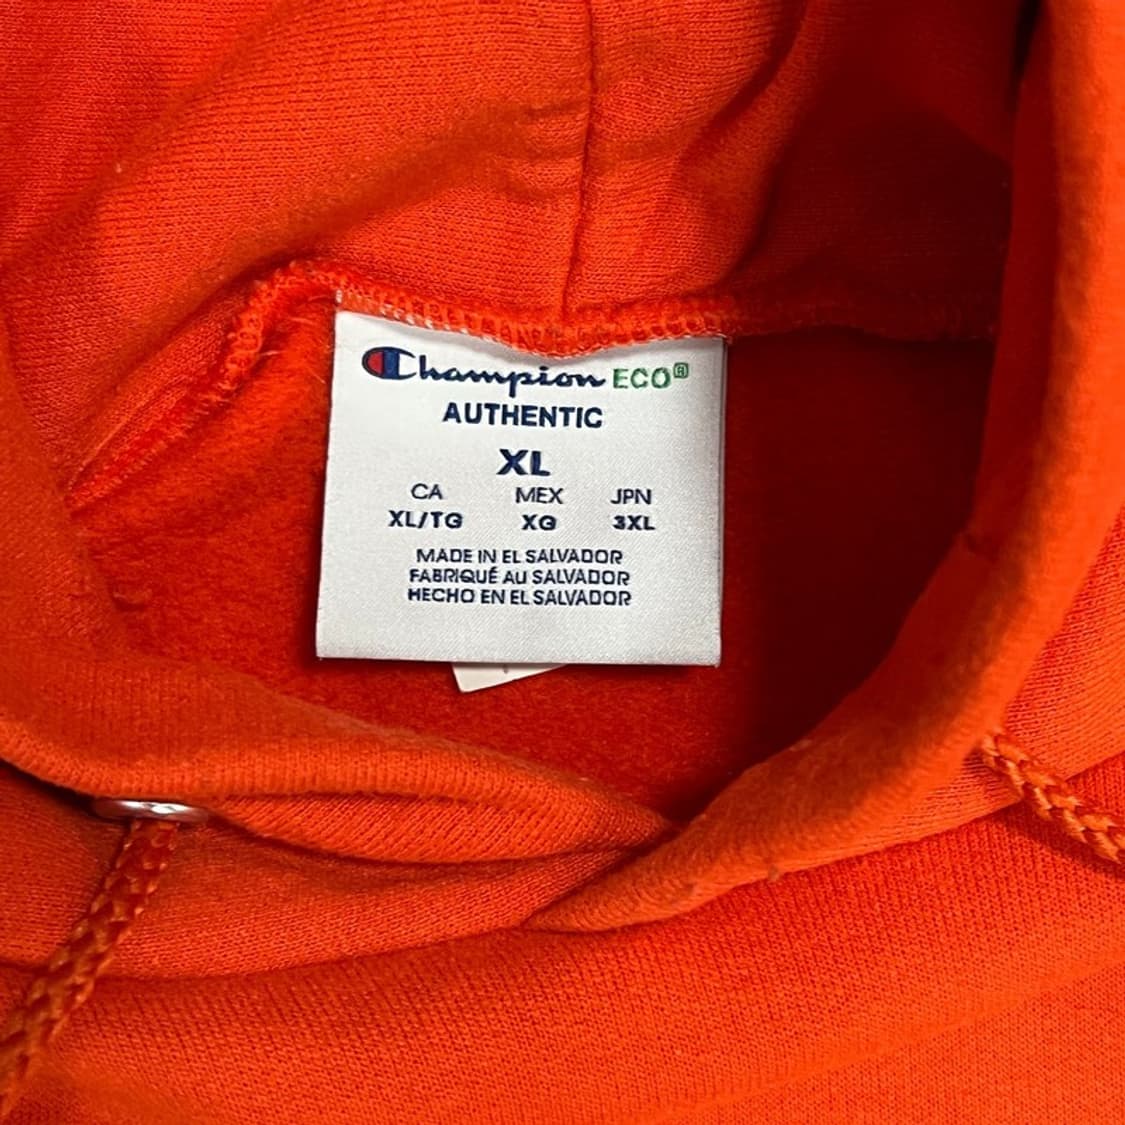 Champion ECO®
AUTHENTIC
XL
CA MEX JPN
XL/TG XG 3XL
MADE IN EL SALVADOR
FABRIQUÉ AU SALVADOR
HECHO EN EL SALVADOR